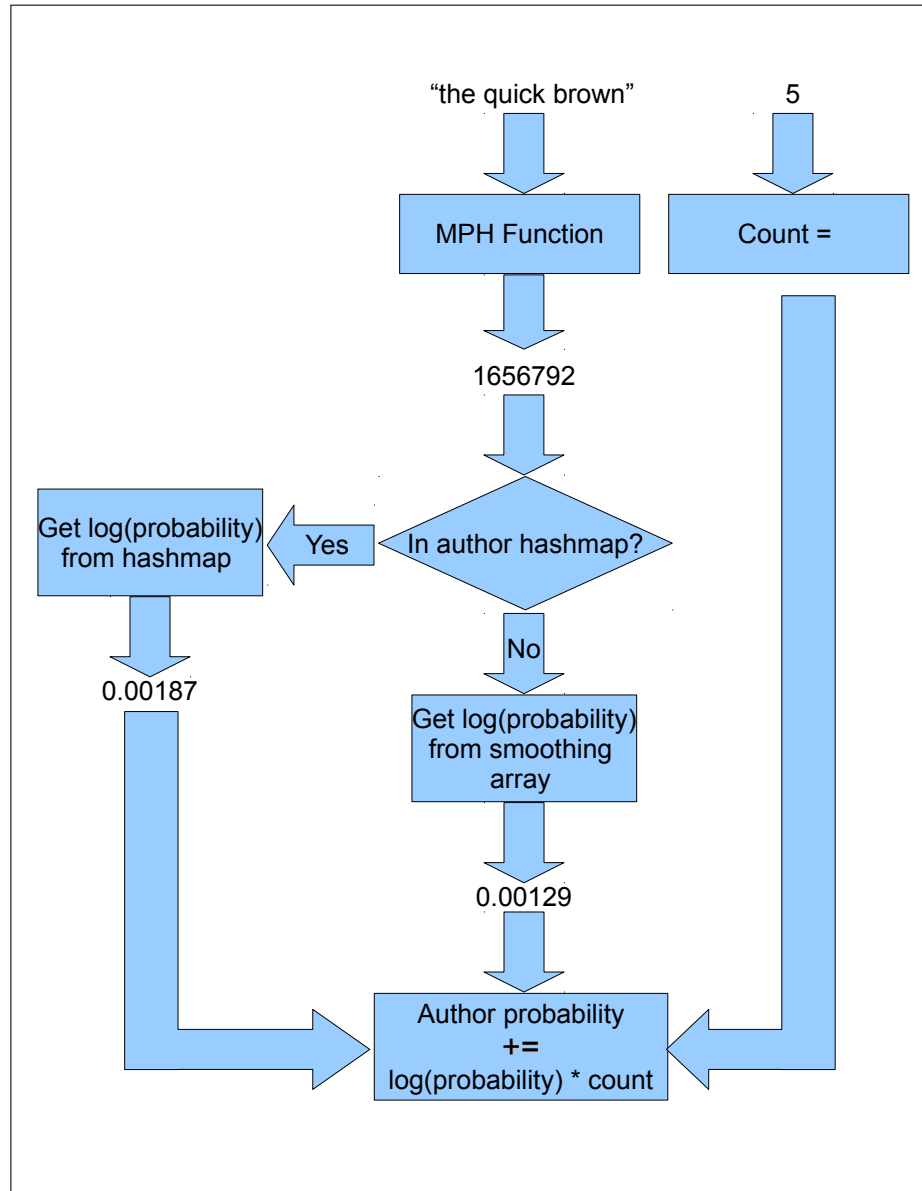 “the quick brown”
5
MPH Function
Count =
1656792
In author hashmap?
Yes
Get log(probability)
from hashmap
No
0.00187
Get log(probability)
from smoothing
array
0.00129
Author probability
+=
log(probability) * count